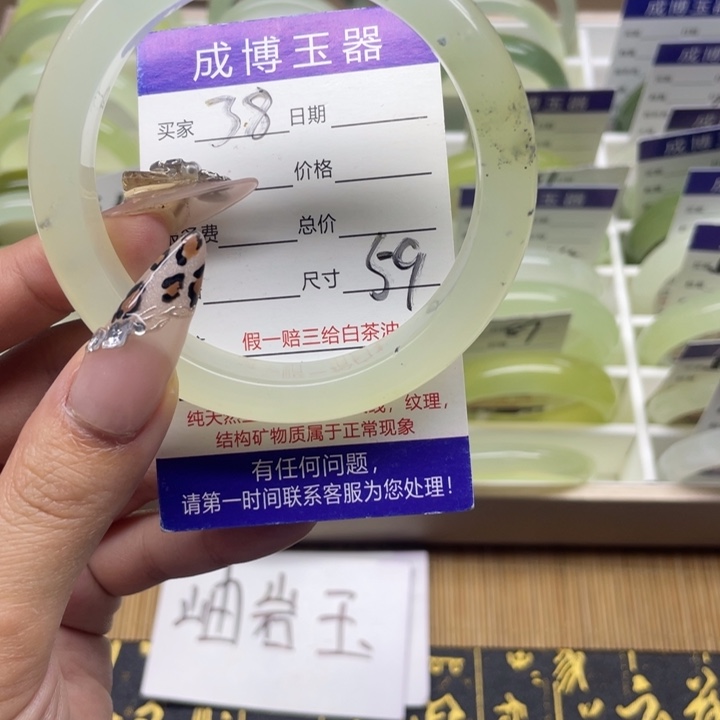 成博玉器
买家 38 日期
价格
费 总价
尺寸 59
假一赔三给白茶油
纯天然 纹理，
结构矿物质属于正常现象
有任何问题，
请第一时间联系客服为您处理！
岫岩玉